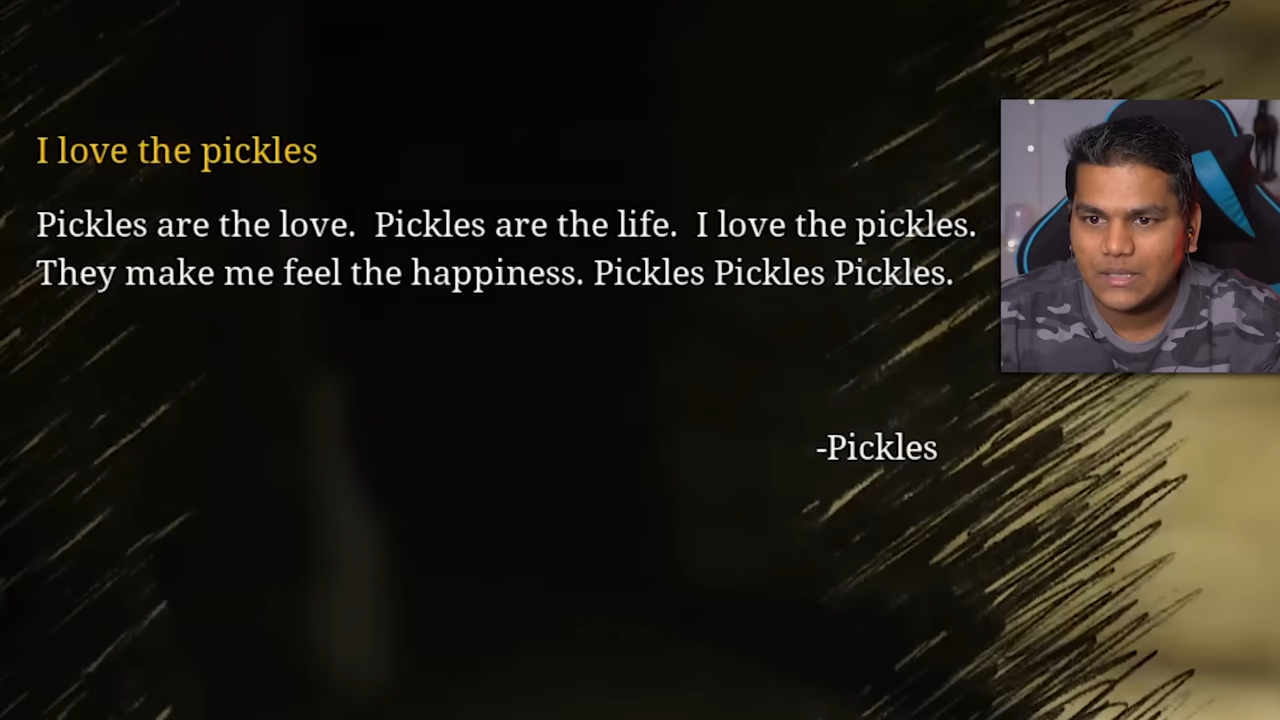 I love the pickles
Pickles are the love.  Pickles are the life.  I love the pickles.
They make me feel the happiness. Pickles Pickles Pickles.
-Pickles